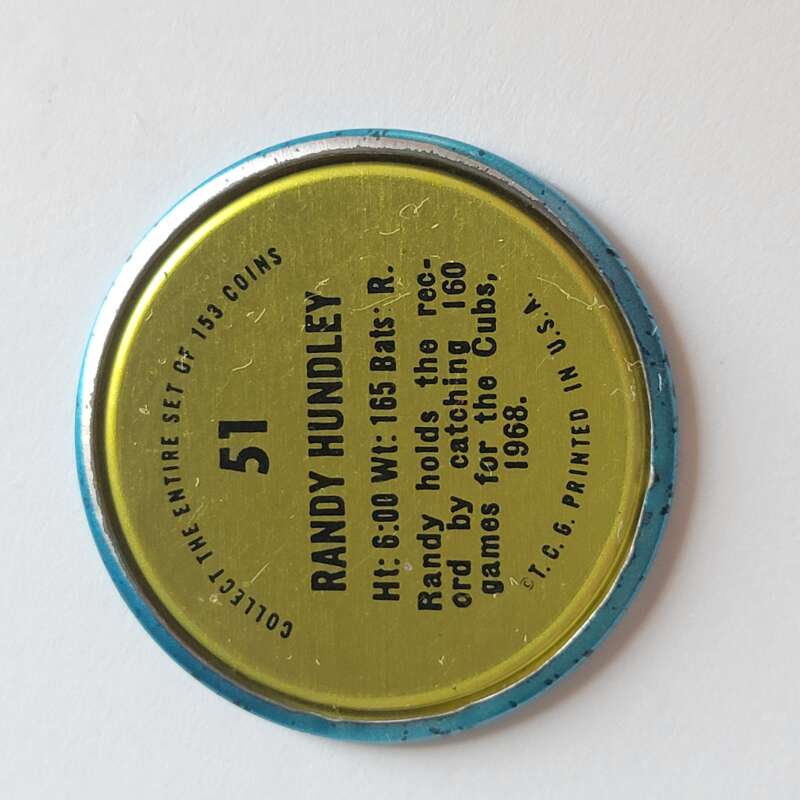 COLLECT THE ENTIRE SET OF 153 COINS
51
RANDY HUNDLEY
Ht: 6:00 Wt: 165 Bats: R.
Randy holds the rec-
ord by catching 160
games for the Cubs,
1968.
© T. C. G. PRINTED IN U.S.A.